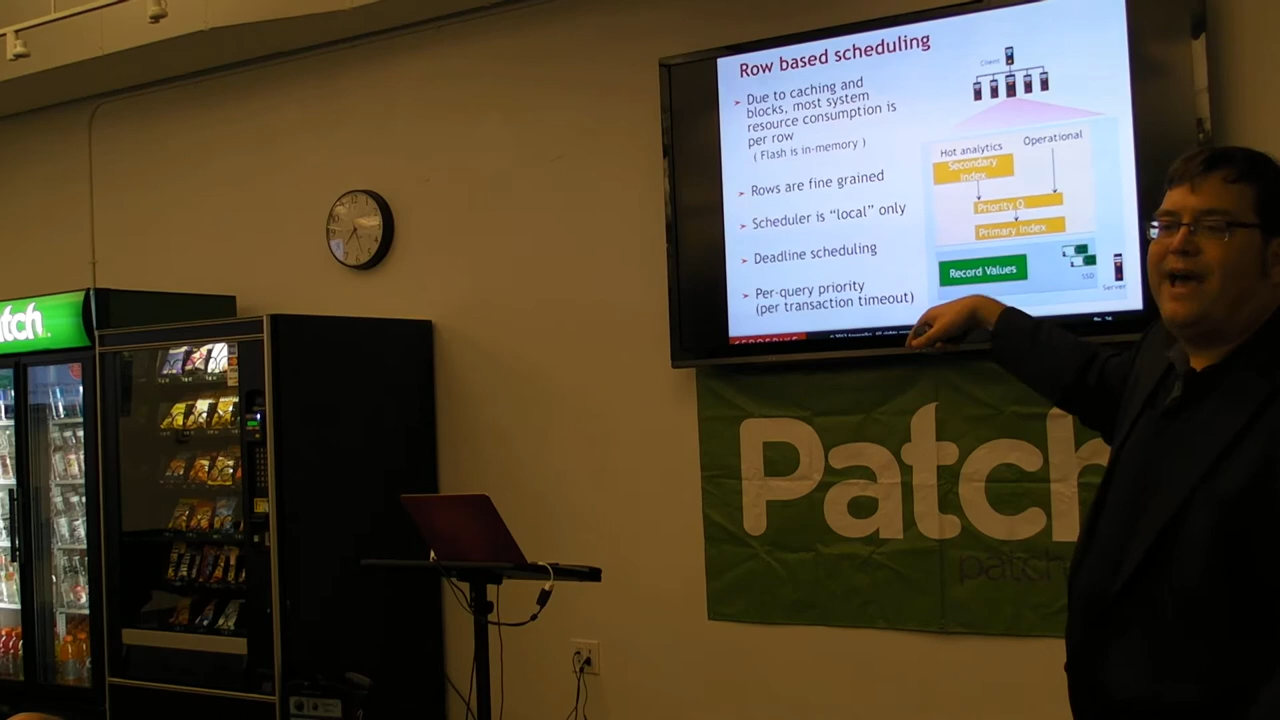 Row based scheduling
Due to caching and
blocks, most system
resource consumption is
per row
( Flash is in-memory )
Rows are fine grained
Scheduler is "local" only
Deadline scheduling
Per-query priority
(per transaction timeout)
Client
Hot analytics
Operational
Secondary
Index
Priority Q
Primary Index
Record Values
SSD
Server
AEROSPIKE
Patch
patch
tch